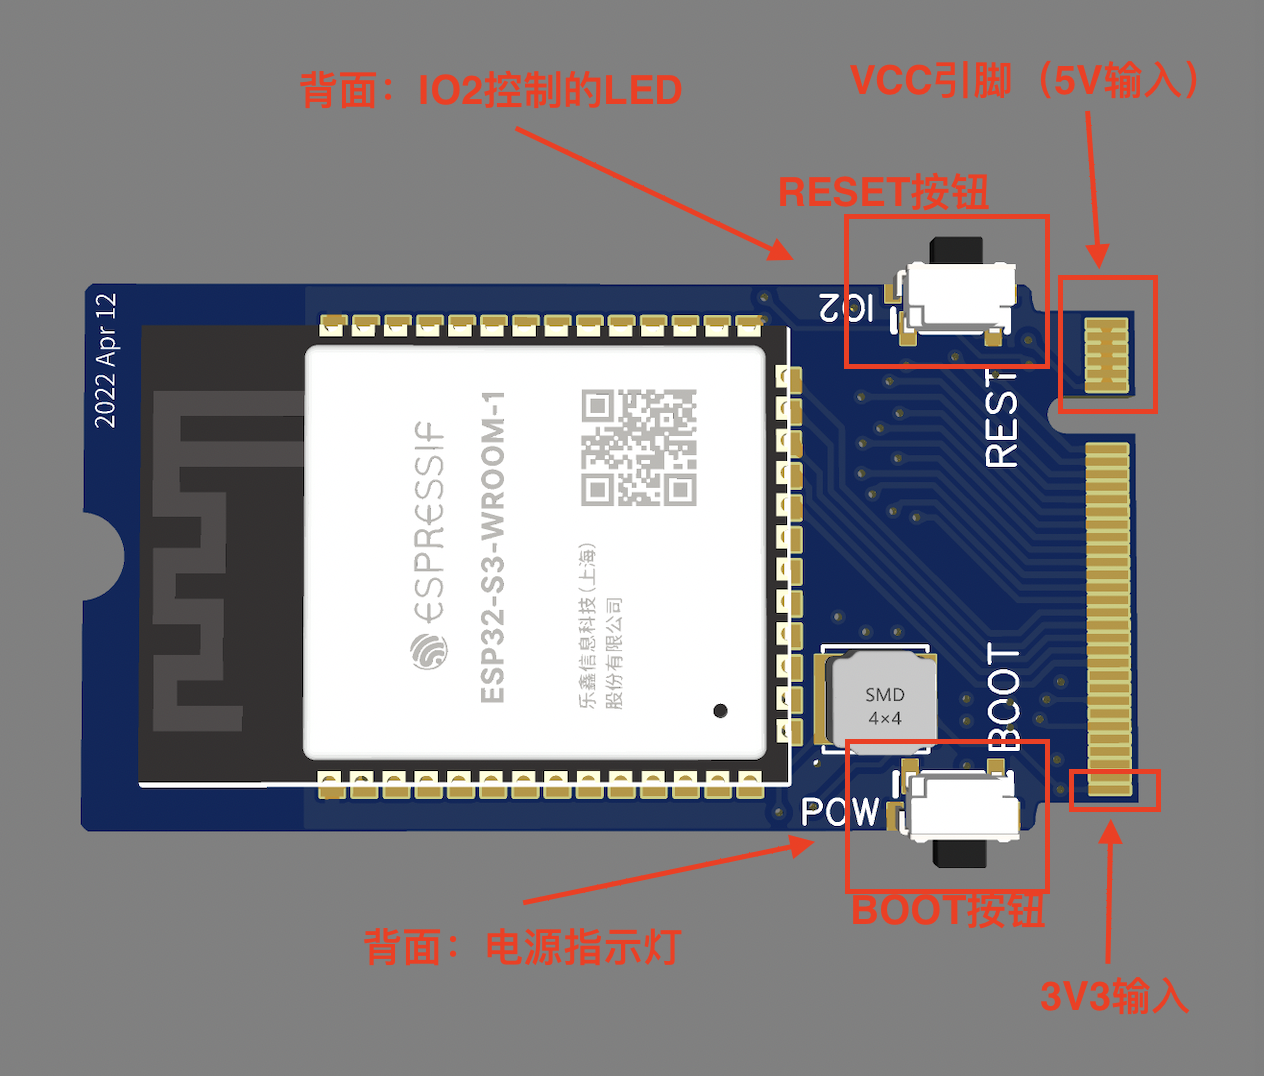 背面：IO2控制的LED
VCC引脚（5V输入）
RESET按钮
2022 Apr 12
IO2
REST
ESPRESSIF
ESP32-S3-WROOM-1
乐鑫信息科技(上海)
股份有限公司
SMD
4×4
BOOT
POW
BOOT按钮
背面：电源指示灯
3V3输入